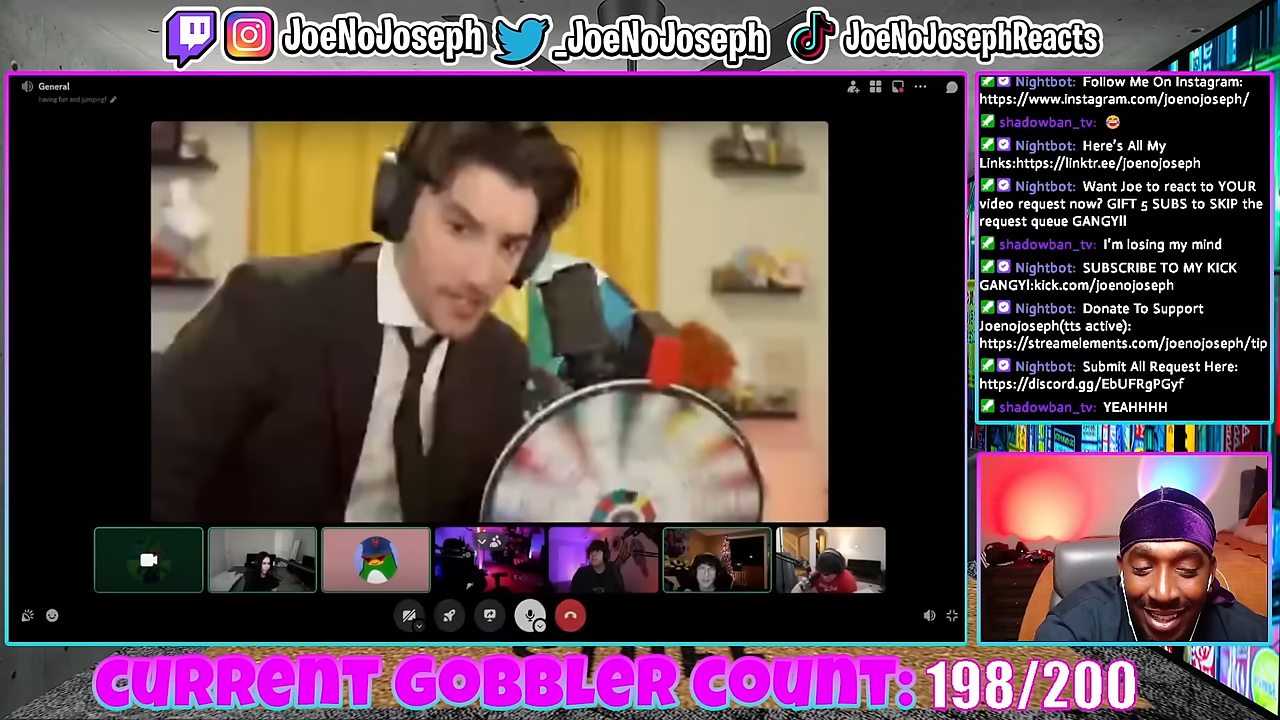 JoeNoJoseph
_JoeNoJoseph
JoeNoJosephReacts
General
having fun and jumping!
Nightbot: Follow Me On Instagram:
https://www.instagram.com/joenojoseph/
shadowban_tv: 😂
Nightbot: Here's All My
Links:https://linktr.ee/joenojoseph
Nightbot: Want Joe to react to YOUR
video request now? GIFT 5 SUBS to SKIP the
request queue GANGY!!
shadowban_tv: I'm losing my mind
Nightbot: SUBSCRIBE TO MY KICK
GANGY!:kick.com/joenojoseph
Nightbot: Donate To Support
Joenojoseph(tts active):
https://streamelements.com/joenojoseph/tip
Nightbot: Submit All Request Here:
https://discord.gg/EbUFRgPGyf
shadowban_tv: YEAHHHH
CURRENT GOBBLER COUNT: 198/200